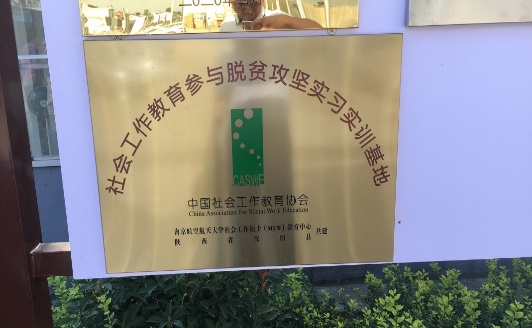 社会工作教育参与脱贫攻坚实习实训基地
CASWE
中国社会工作教育协会
China Association For Social Work Education
南京航空航天大学社会工作硕士(MSW)教育中心
陕西省汉阴县 共建